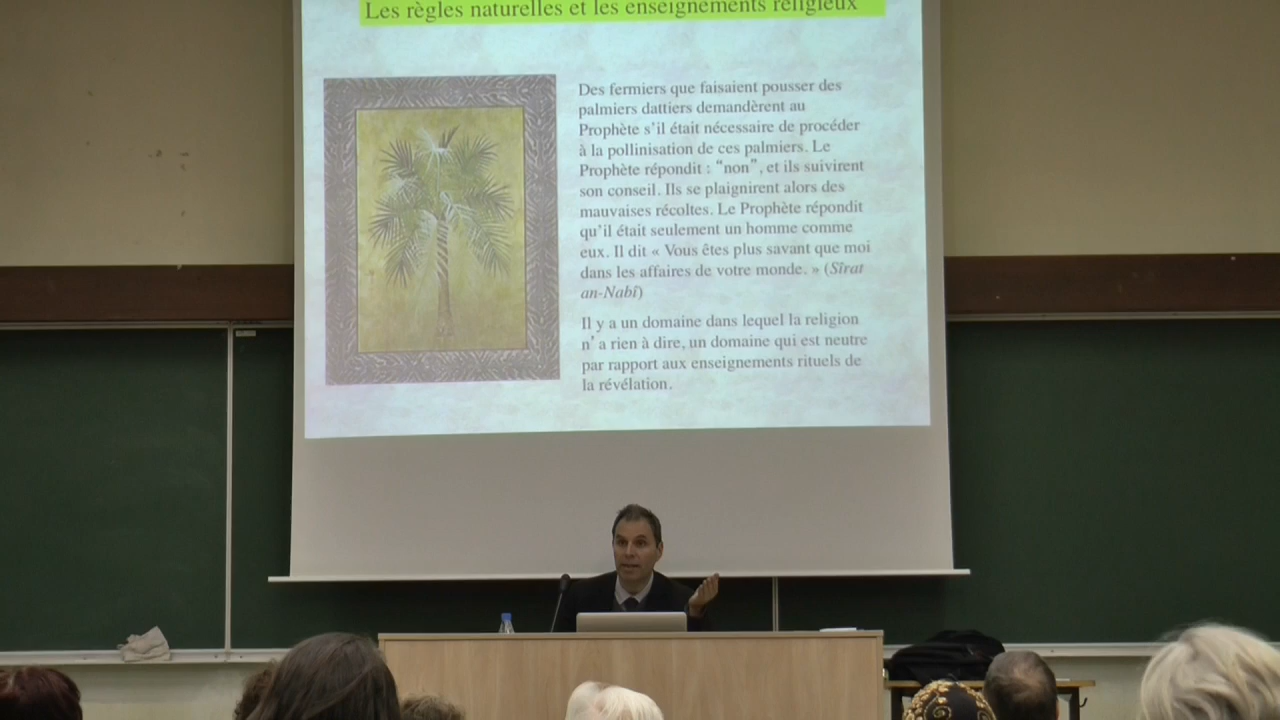 Les règles naturelles et les enseignements religieux
Des fermiers que faisaient pousser des
palmiers dattiers demandèrent au
Prophète s'il était nécessaire de procéder
à la pollinisation de ces palmiers. Le
Prophète répondit : “non”, et ils suivirent
son conseil. Ils se plaignirent alors des
mauvaises récoltes. Le Prophète répondit
qu'il était seulement un homme comme
eux. Il dit « Vous êtes plus savant que moi
dans les affaires de votre monde. » (Sîrat
an-Nabî)
Il y a un domaine dans lequel la religion
n'a rien à dire, un domaine qui est neutre
par rapport aux enseignements rituels de
la révélation.